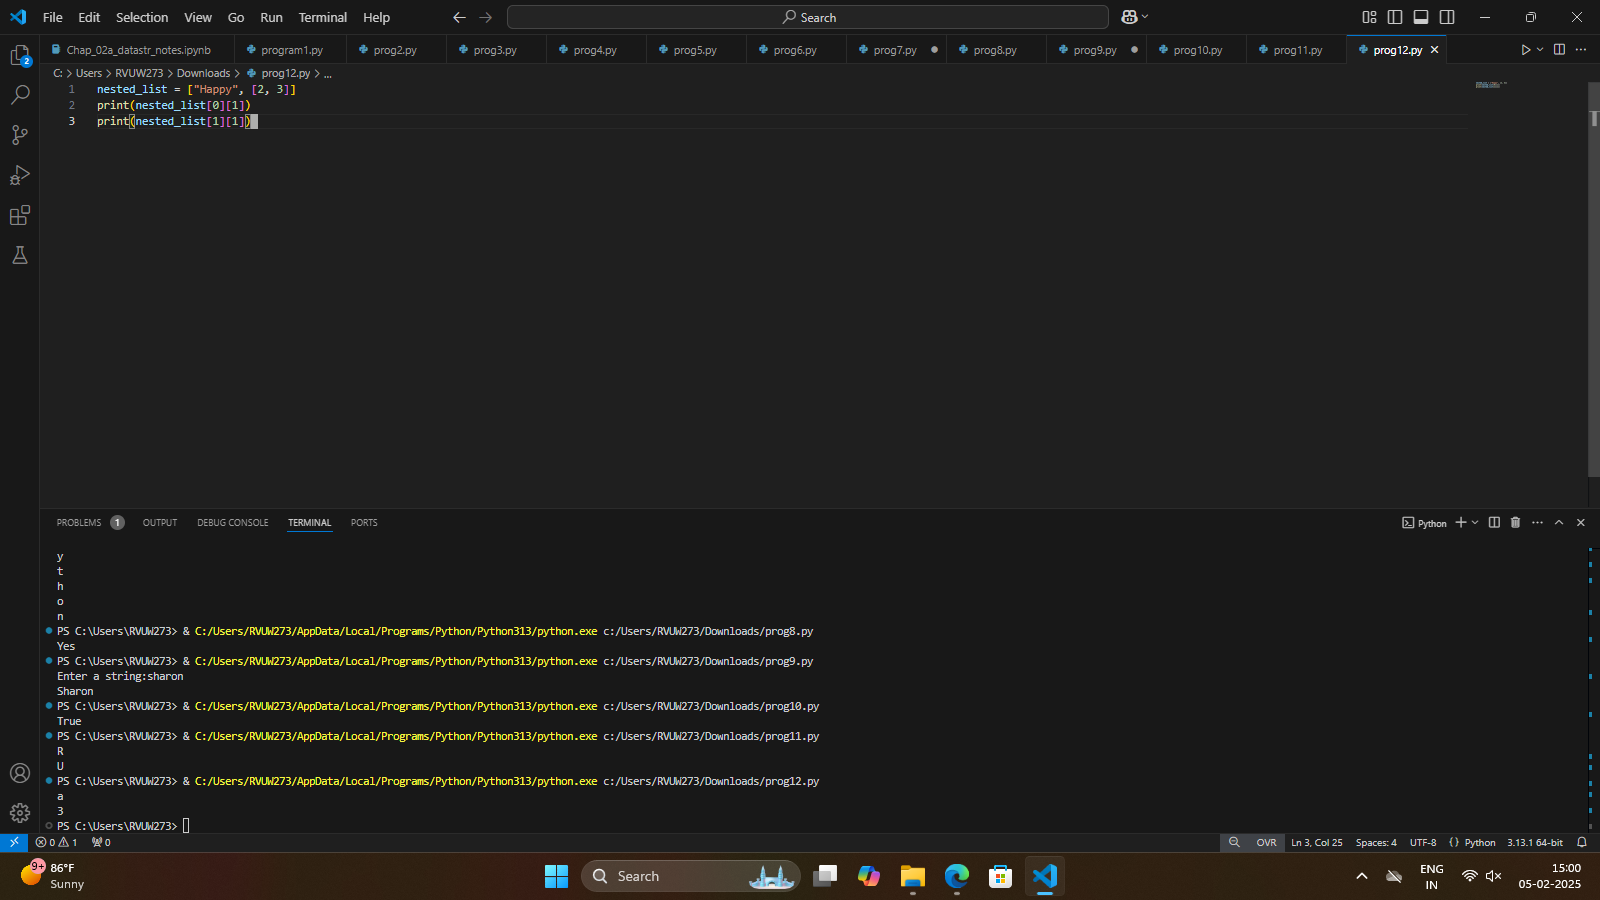 File Edit Selection View Go Run Terminal Help Search
Chap_02a_datastr_notes.ipynb program1.py prog2.py prog3.py prog4.py prog5.py prog6.py prog7.py prog8.py prog9.py prog10.py prog11.py prog12.py
C: > Users > RVUW273 > Downloads > prog12.py > ...
1 nested_list = ["Happy", [2, 3]]
2 print(nested_list[0][1])
3 print(nested_list[1][1])
2
PROBLEMS 1 OUTPUT DEBUG CONSOLE TERMINAL PORTS Python
y
t
h
o
n
PS C:\Users\RVUW273> & C:/Users/RVUW273/AppData/Local/Programs/Python/Python313/python.exe c:/Users/RVUW273/Downloads/prog8.py
Yes
PS C:\Users\RVUW273> & C:/Users/RVUW273/AppData/Local/Programs/Python/Python313/python.exe c:/Users/RVUW273/Downloads/prog9.py
Enter a string:sharon
Sharon
PS C:\Users\RVUW273> & C:/Users/RVUW273/AppData/Local/Programs/Python/Python313/python.exe c:/Users/RVUW273/Downloads/prog10.py
True
PS C:\Users\RVUW273> & C:/Users/RVUW273/AppData/Local/Programs/Python/Python313/python.exe c:/Users/RVUW273/Downloads/prog11.py
R
U
PS C:\Users\RVUW273> & C:/Users/RVUW273/AppData/Local/Programs/Python/Python313/python.exe c:/Users/RVUW273/Downloads/prog12.py
a
3
PS C:\Users\RVUW273>
0 1 0 OVR Ln 3, Col 25 Spaces: 4 UTF-8 {} Python 3.13.1 64-bit
9+ 86°F Search ENG 15:00
Sunny IN 05-02-2025